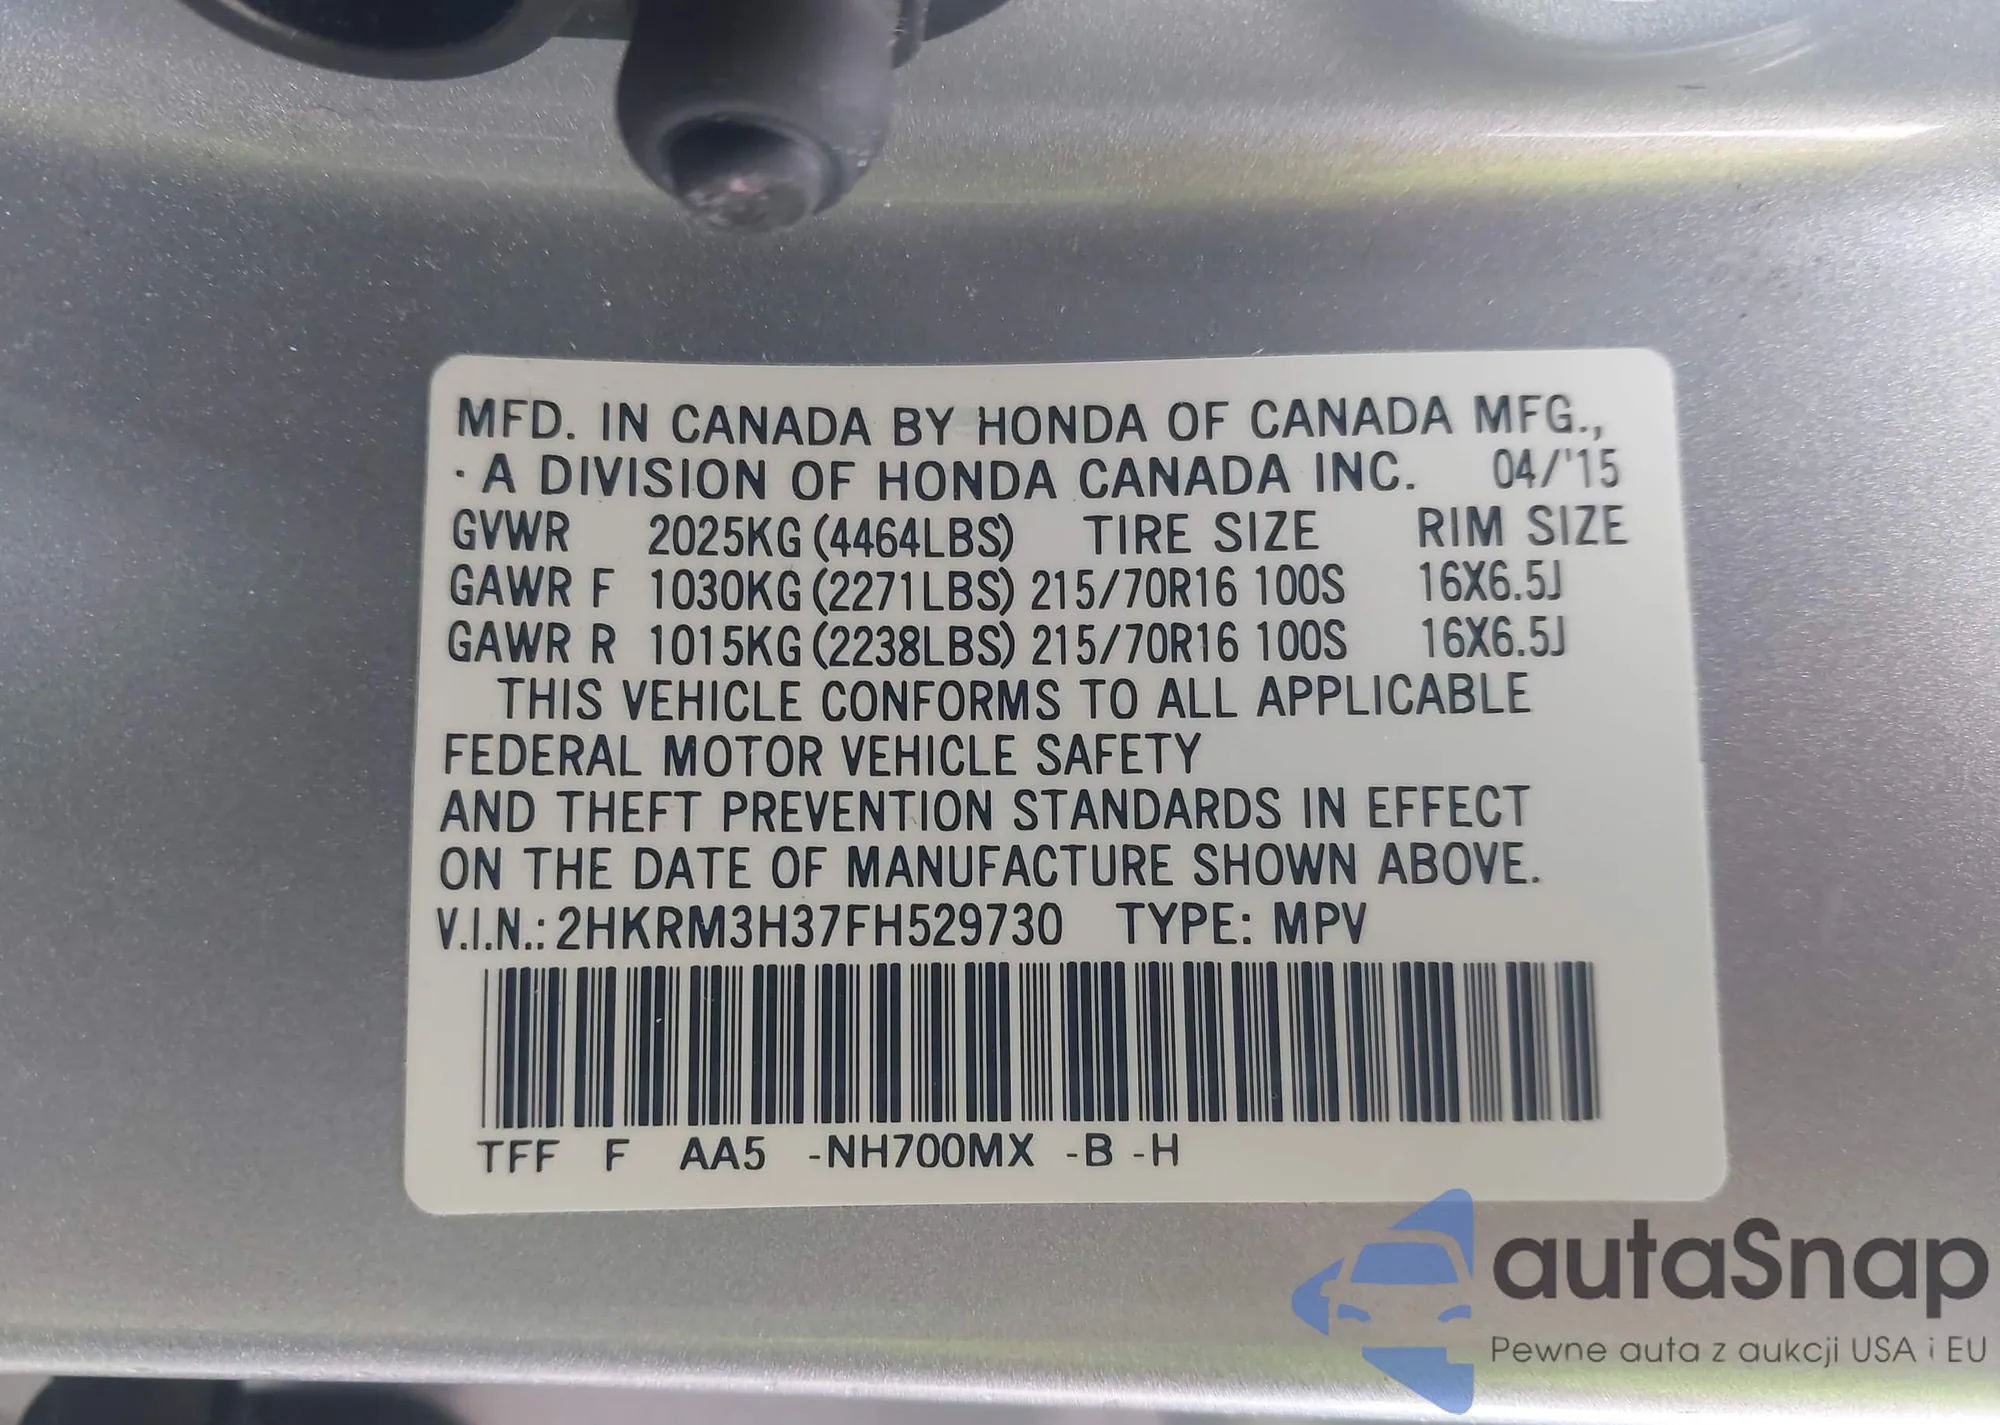 MFD. IN CANADA BY HONDA OF CANADA MFG.,
· A DIVISION OF HONDA CANADA INC. 04/'15
GVWR 2025KG (4464LBS) TIRE SIZE RIM SIZE
GAWR F 1030KG (2271LBS) 215/70R16 100S 16X6.5J
GAWR R 1015KG (2238LBS) 215/70R16 100S 16X6.5J
THIS VEHICLE CONFORMS TO ALL APPLICABLE
FEDERAL MOTOR VEHICLE SAFETY
AND THEFT PREVENTION STANDARDS IN EFFECT
ON THE DATE OF MANUFACTURE SHOWN ABOVE.
V.I.N.: 2HKRM3H37FH529730 TYPE: MPV
TFF F AA5 -NH700MX -B -H
autaSnap
Pewne auta z aukcji USA i EU